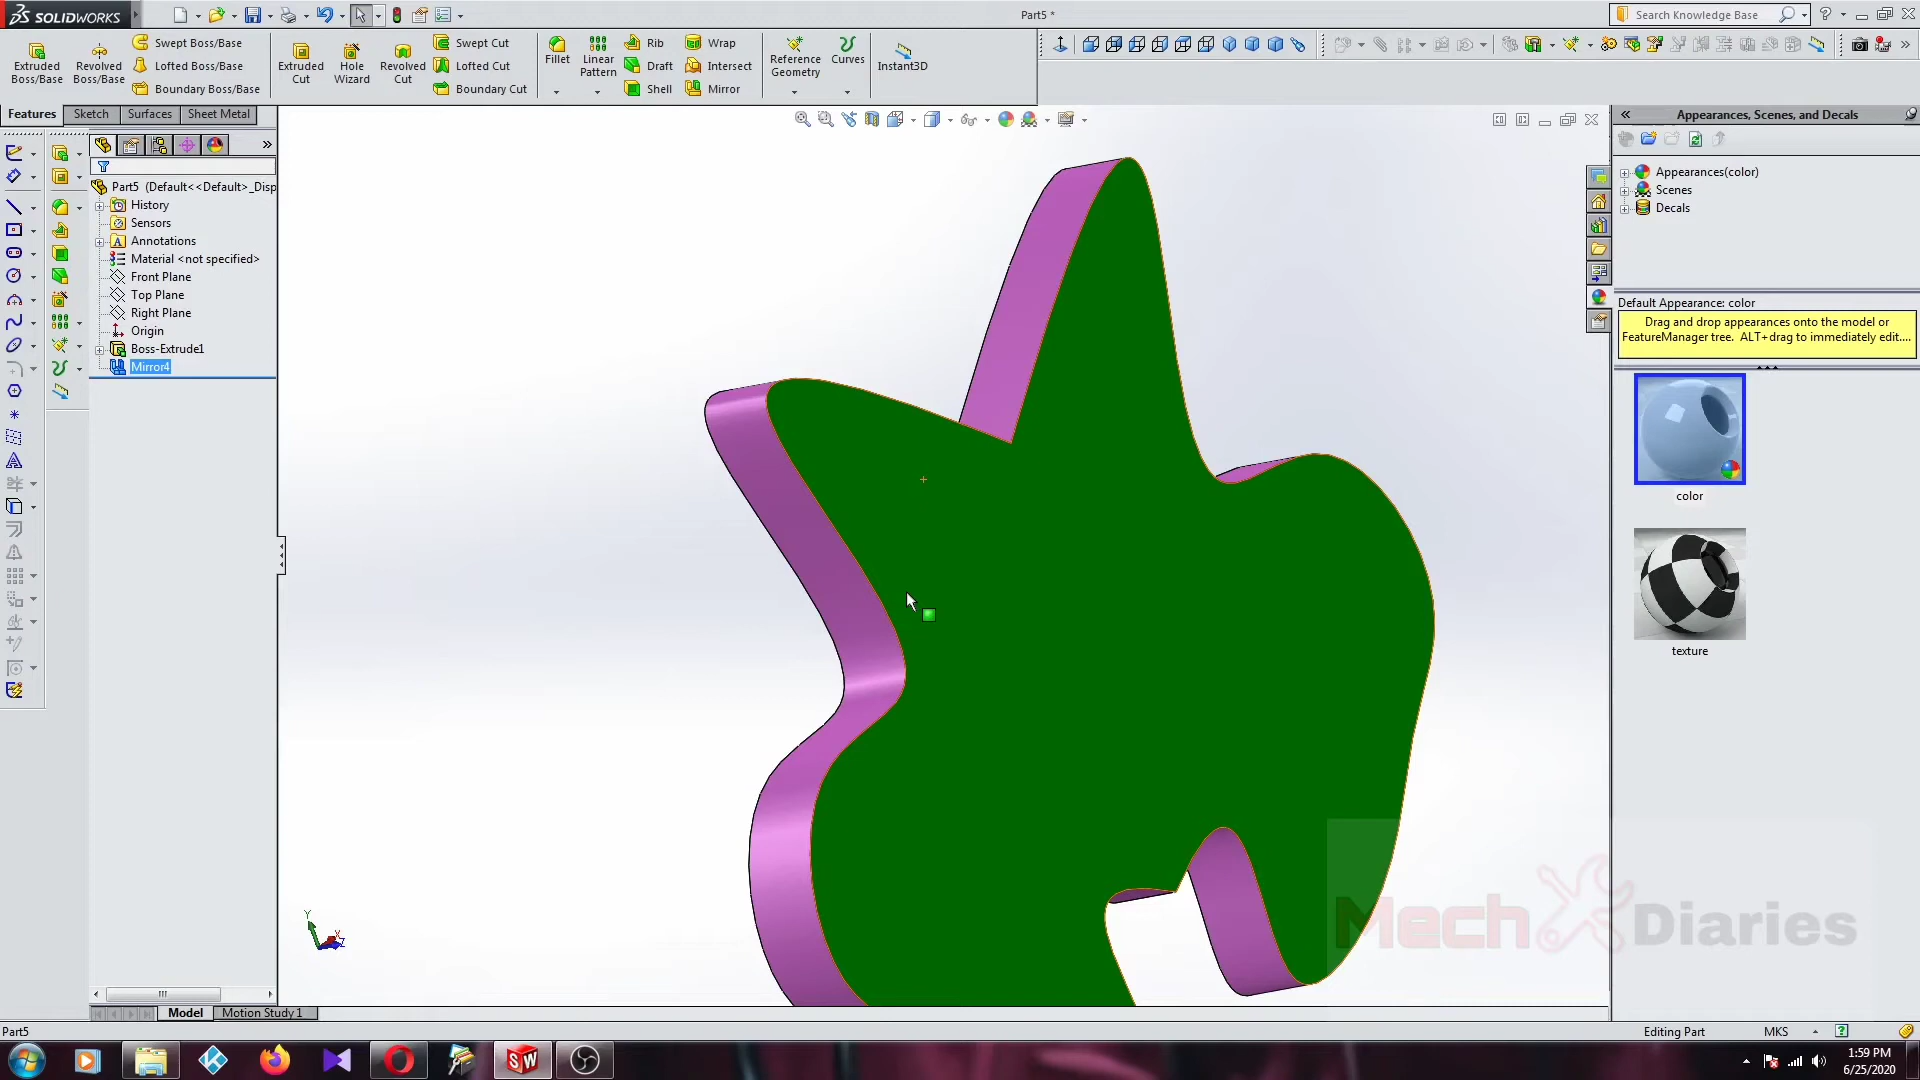 SOLIDWORKS
Part5 *
Search Knowledge Base
Extruded Boss/Base
Revolved Boss/Base
Swept Boss/Base
Lofted Boss/Base
Boundary Boss/Base
Extruded Cut
Hole Wizard
Revolved Cut
Swept Cut
Lofted Cut
Boundary Cut
Fillet
Linear Pattern
Rib
Draft
Shell
Wrap
Intersect
Mirror
Reference Geometry
Curves
Instant3D
Features
Sketch
Surfaces
Sheet Metal
Part5 (Default<<Default>_Disp
History
Sensors
Annotations
Material <not specified>
Front Plane
Top Plane
Right Plane
Origin
Boss-Extrude1
Mirror4
Appearances, Scenes, and Decals
Appearances(color)
Scenes
Decals
Default Appearance: color
Drag and drop appearances onto the model or
FeatureManager tree. ALT+drag to immediately edit....
color
texture
Y
X
Z
Mech Diaries
Model
Motion Study 1
Part5
Editing Part
MKS
SW
1:59 PM
6/25/2020